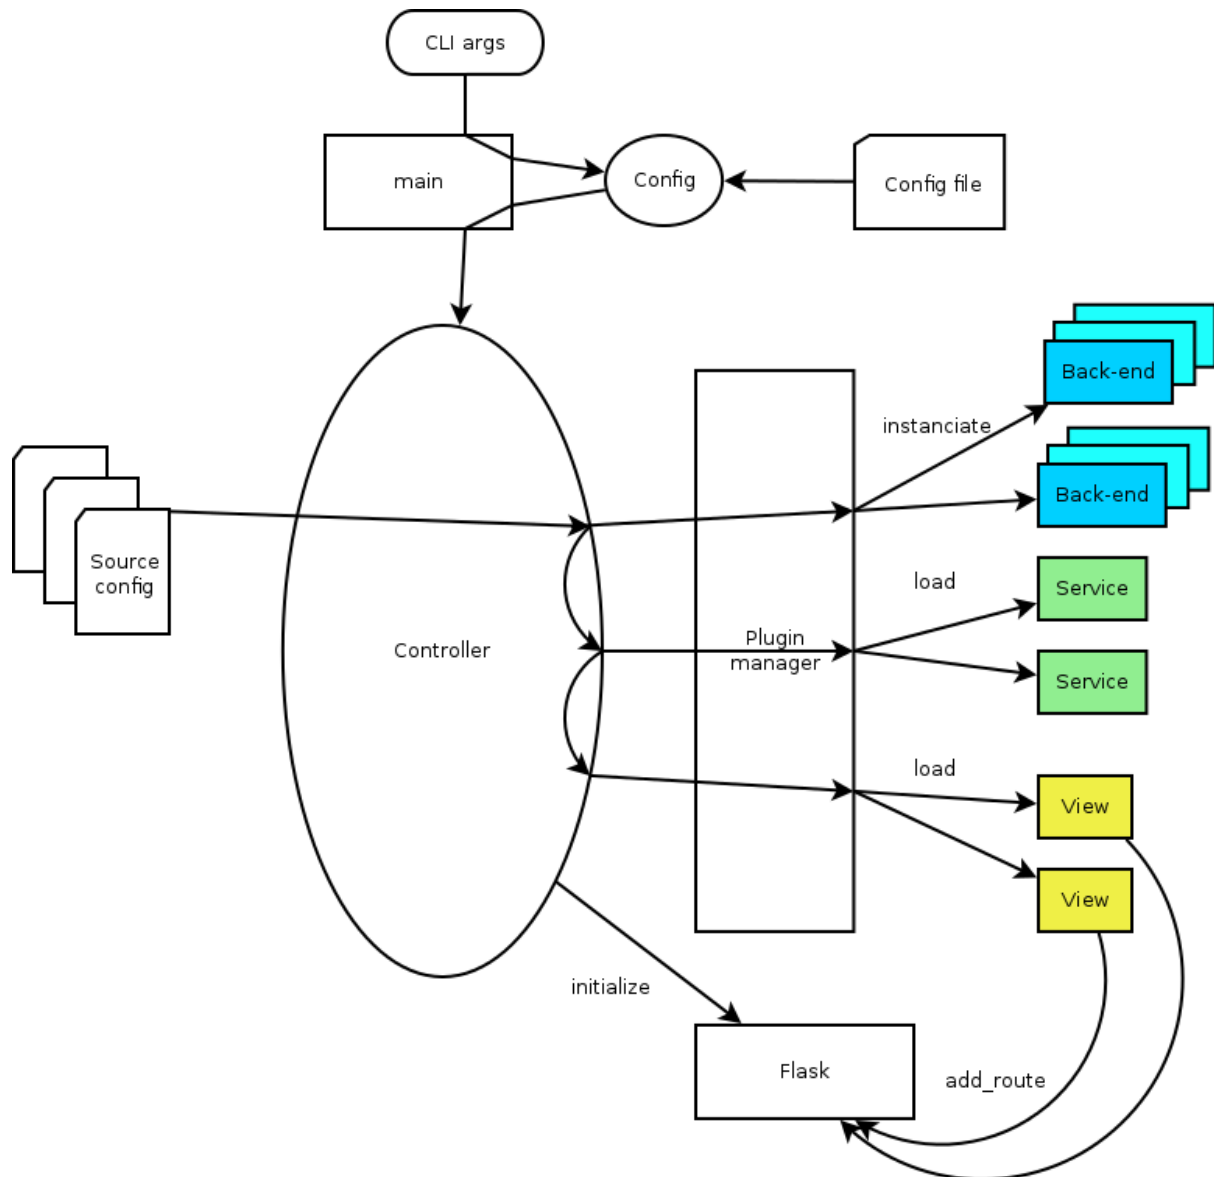 CLI args
main
Config
Config file
Back-end
instanciate
Back-end
Source
config
load
Service
Controller
Plugin
manager
Service
load
View
View
initialize
Flask
add_route